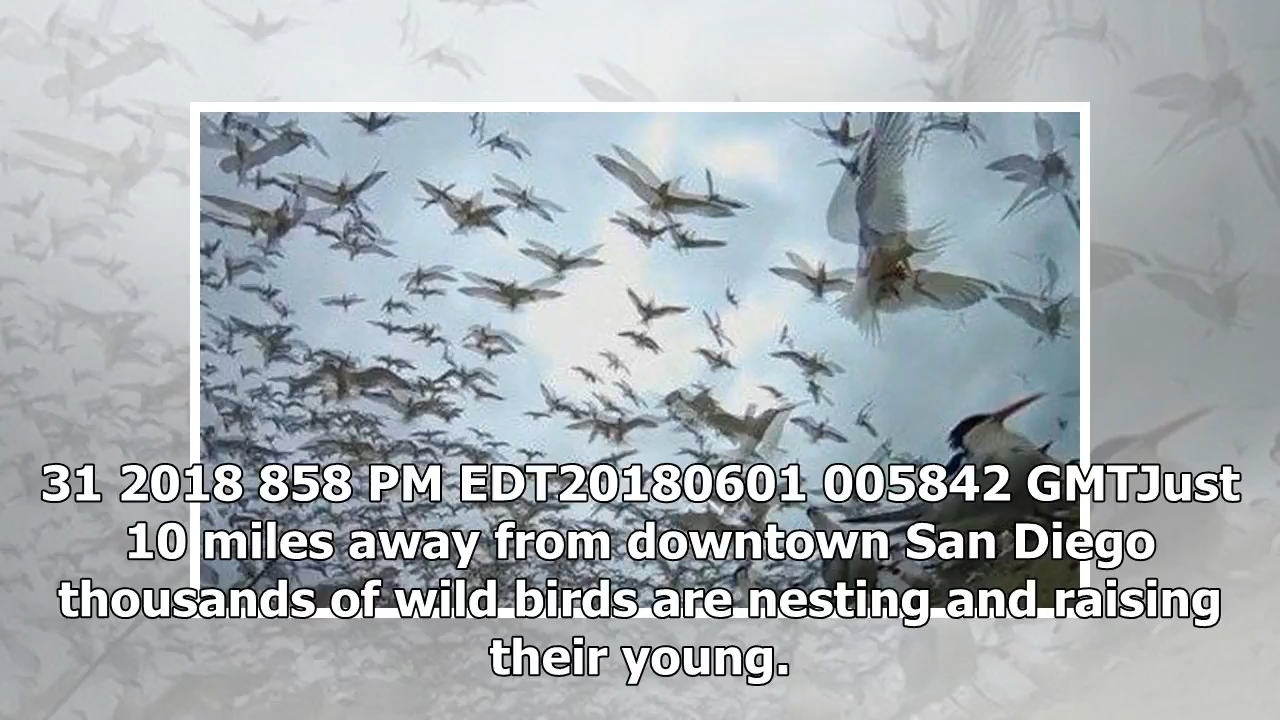 31 2018 858 PM EDT20180601 005842 GMTJust
10 miles away from downtown San Diego
thousands of wild birds are nesting and raising
their young.